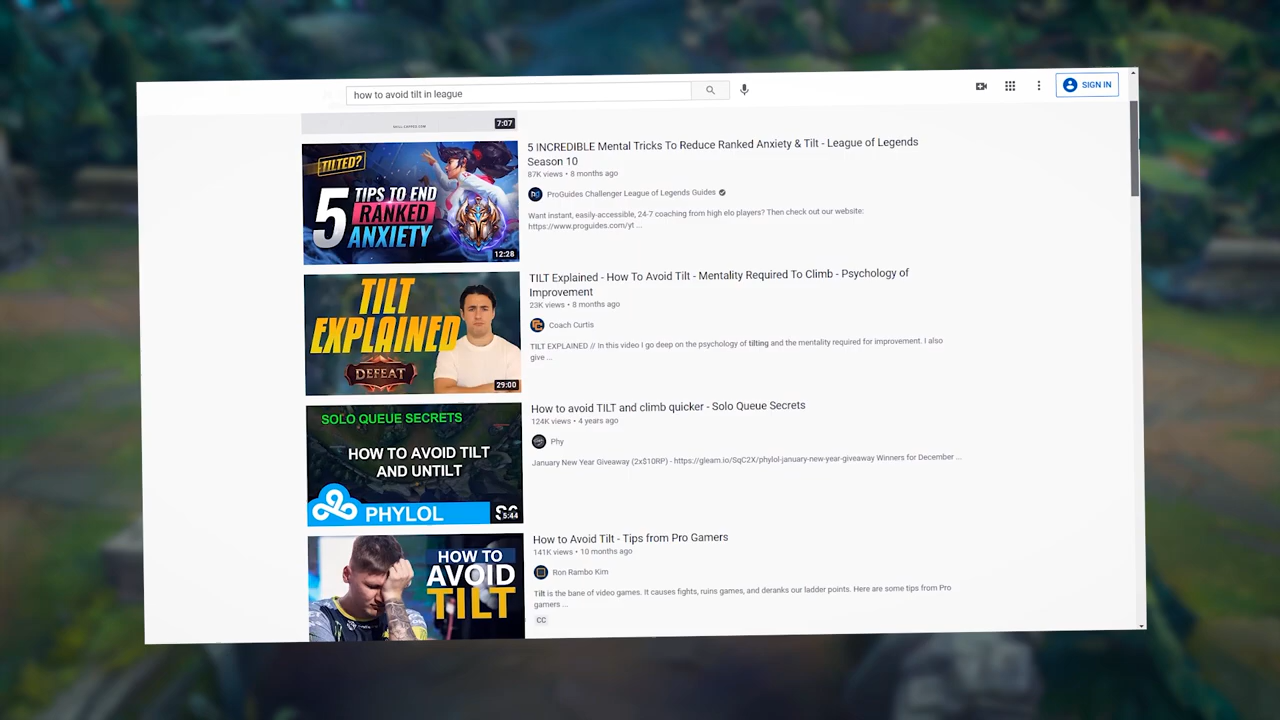 how to avoid tilt in league
SIGN IN
7:07
TILTED?
5 TIPS TO END
RANKED
ANXIETY
12:28
5 INCREDIBLE Mental Tricks To Reduce Ranked Anxiety & Tilt - League of Legends
Season 10
87K views • 8 months ago
ProGuides Challenger League of Legends Guides
Want instant, easily-accessible, 24-7 coaching from high elo players? Then check out our website:
https://www.proguides.com/yt ...
TILT
EXPLAINED
DEFEAT
29:00
TILT Explained - How To Avoid Tilt - Mentality Required To Climb - Psychology of
Improvement
23K views • 8 months ago
Coach Curtis
TILT EXPLAINED // In this video I go deep on the psychology of tilting and the mentality required for improvement. I also
give ...
SOLO QUEUE SECRETS
HOW TO AVOID TILT
AND UNTILT
PHYLOL
5:44
How to avoid TILT and climb quicker - Solo Queue Secrets
124K views • 4 years ago
Phy
January New Year Giveaway (2x$10RP) - https://gleam.io/SqC2X/phylol-january-new-year-giveaway Winners for December ...
HOW TO
AVOID
TILT
How to Avoid Tilt - Tips from Pro Gamers
141K views • 10 months ago
Ron Rambo Kim
Tilt is the bane of video games. It causes fights, ruins games, and deranks our ladder points. Here are some tips from Pro
gamers ...
CC